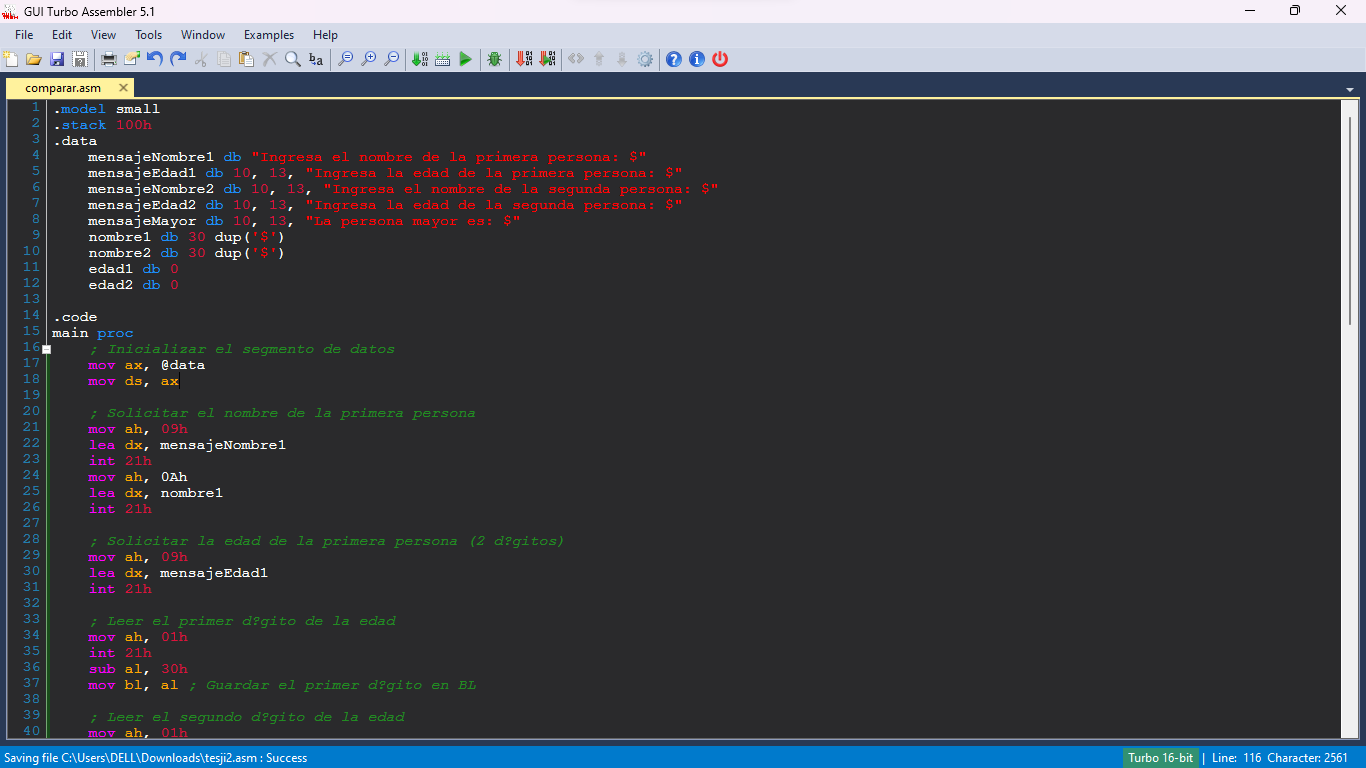 GUI Turbo Assembler 5.1
File Edit View Tools Window Examples Help
comparar.asm
1 .model small
2 .stack 100h
3 .data
4 mensajeNombre1 db "Ingresa el nombre de la primera persona: $"
5 mensajeEdad1 db 10, 13, "Ingresa la edad de la primera persona: $"
6 mensajeNombre2 db 10, 13, "Ingresa el nombre de la segunda persona: $"
7 mensajeEdad2 db 10, 13, "Ingresa la edad de la segunda persona: $"
8 mensajeMayor db 10, 13, "La persona mayor es: $"
9 nombre1 db 30 dup('$')
10 nombre2 db 30 dup('$')
11 edad1 db 0
12 edad2 db 0
13
14 .code
15 main proc
16 ; Inicializar el segmento de datos
17 mov ax, @data
18 mov ds, ax
19
20 ; Solicitar el nombre de la primera persona
21 mov ah, 09h
22 lea dx, mensajeNombre1
23 int 21h
24 mov ah, 0Ah
25 lea dx, nombre1
26 int 21h
27
28 ; Solicitar la edad de la primera persona (2 d?gitos)
29 mov ah, 09h
30 lea dx, mensajeEdad1
31 int 21h
32
33 ; Leer el primer d?gito de la edad
34 mov ah, 01h
35 int 21h
36 sub al, 30h
37 mov bl, al ; Guardar el primer d?gito en BL
38
39 ; Leer el segundo d?gito de la edad
40 mov ah, 01h
Saving file C:\Users\DELL\Downloads\tesji2.asm : Success
Turbo 16-bit | Line: 116 Character: 2561